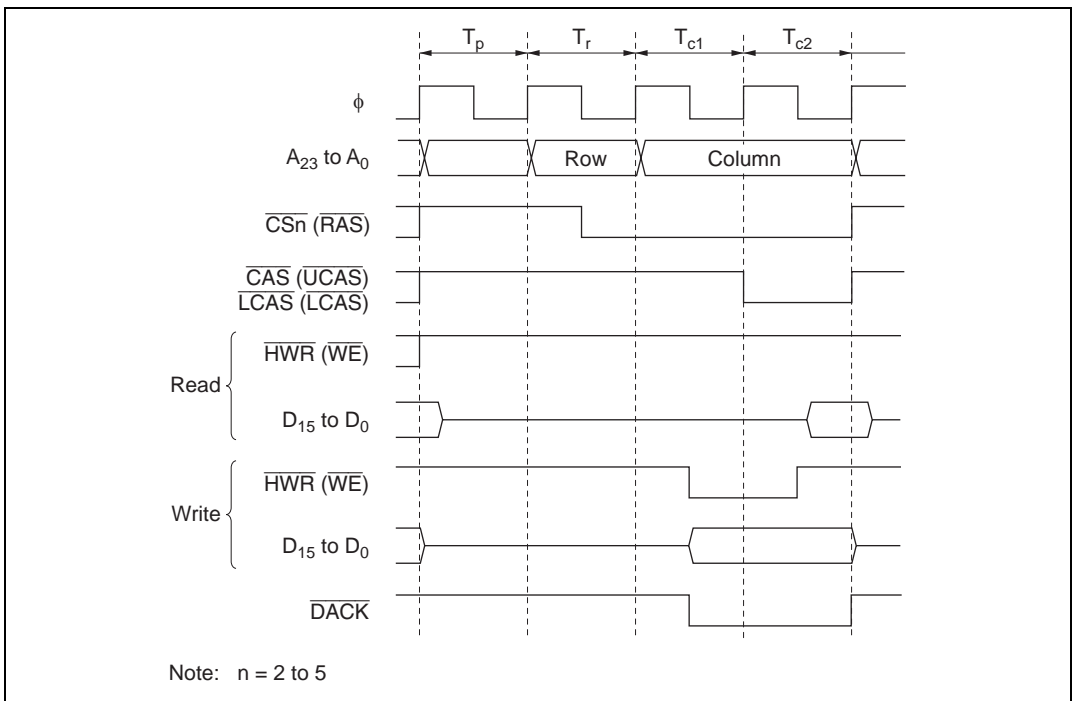 Tp Tr Tc1 Tc2
ϕ
A23 to A0 Row Column
CSn (RAS)
CAS (UCAS)
LCAS (LCAS)
HWR (WE)
Read
D15 to D0
HWR (WE)
Write
D15 to D0
DACK
Note: n = 2 to 5